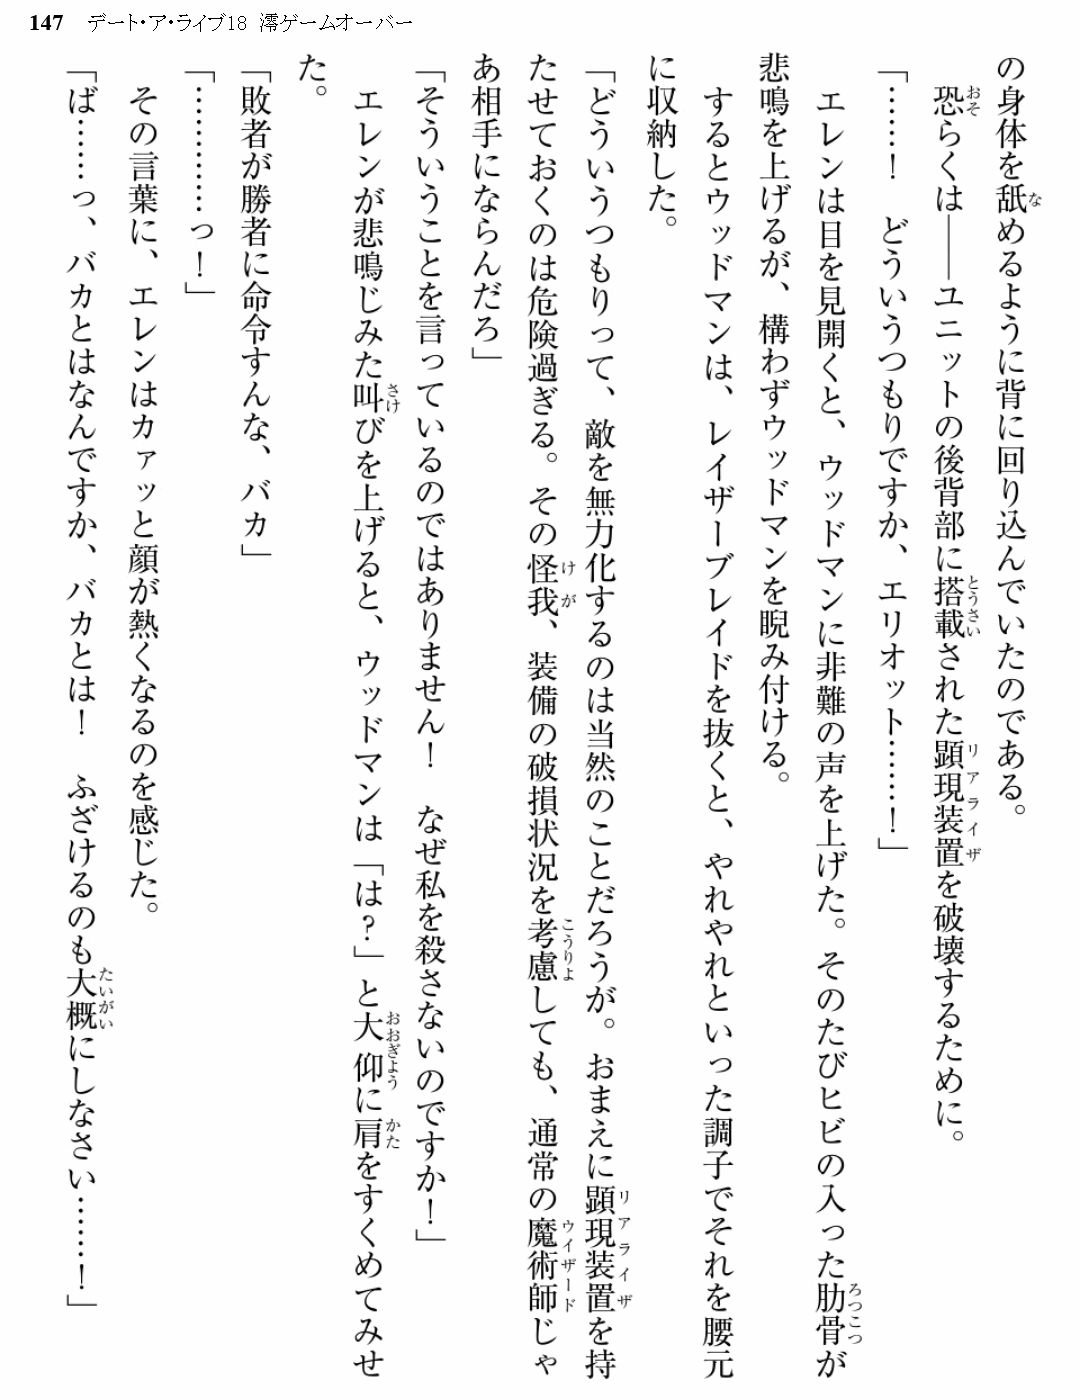 147 デート・ア・ライブ18 澪ゲームオーバー
の身体を舐めるように背に回り込んでいたのである。
　恐らくは――ユニットの後背部に搭載された顕現装置を破壊するために。
「……！　どういうつもりですか、エリオット……！」
　エレンは目を見開くと、ウッドマンに非難の声を上げた。そのたびヒビの入った肋骨が
悲鳴を上げるが、構わずウッドマンを睨み付ける。
　するとウッドマンは、レイザーブレイドを抜くと、やれやれといった調子でそれを腰元
に収納した。
「どういうつもりって、敵を無力化するのは当然のことだろうが。おまえに顕現装置を持
たせておくのは危険過ぎる。その怪我、装備の破損状況を考慮しても、通常の魔術師じゃ
あ相手にならんだろ」
「そういうことを言っているのではありません！　なぜ私を殺さないのですか！」
　エレンが悲鳴じみた叫びを上げると、ウッドマンは「は？」と大仰に肩をすくめてみせ
た。
「敗者が勝者に命令すんな、バカ」
「…………っ！」
　その言葉に、エレンはカァッと顔が熱くなるのを感じた。
「ば……っ、バカとはなんですか、バカとは！　ふざけるのも大概にしなさい……！」